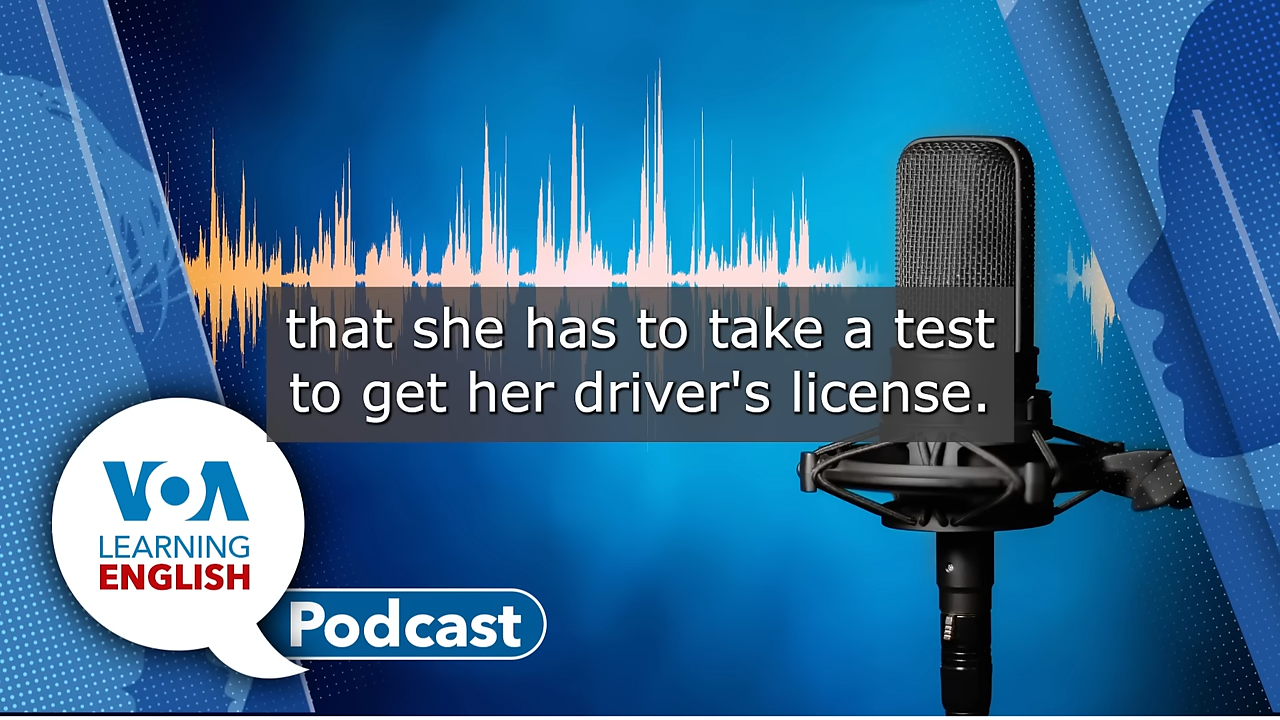 that she has to take a test
to get her driver's license.
VOA
LEARNING
ENGLISH
Podcast